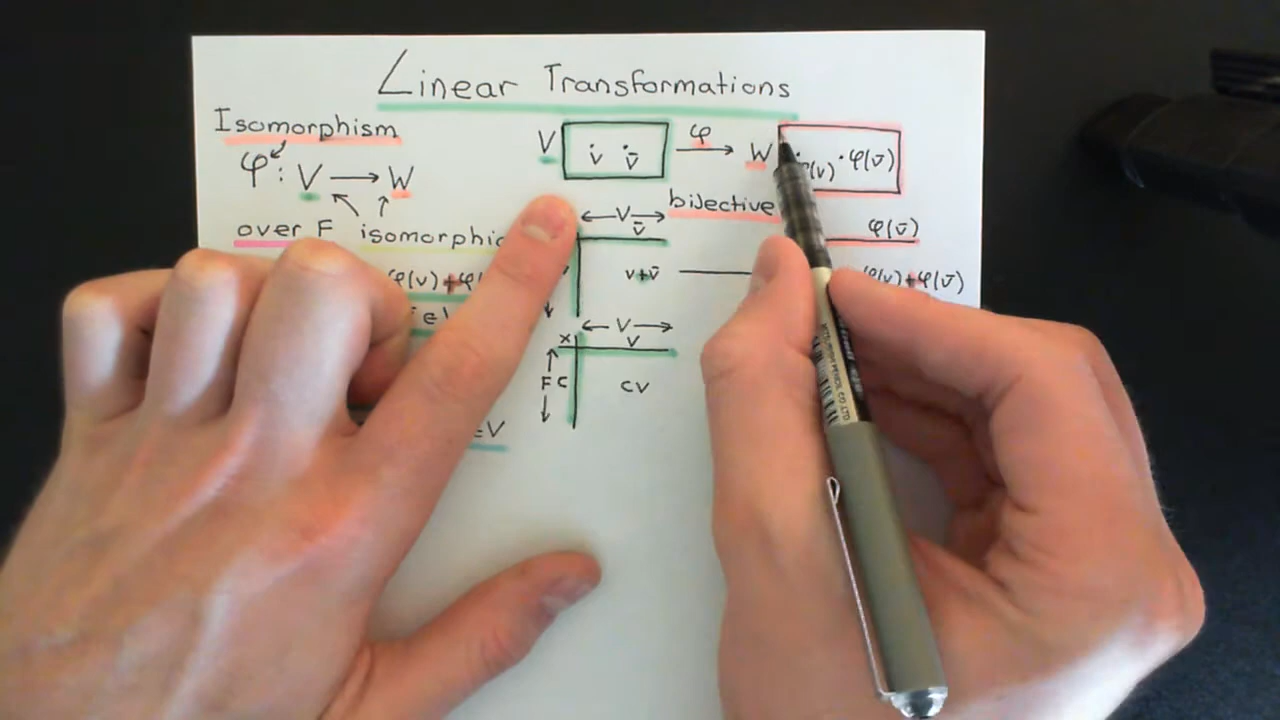 Linear Transformations
Isomorphism
φ: V → W
over F isomorphic
φ(v)+φ(
V
v v̄
φ
W
φ(v) φ(v̄)
bijective
← V →
v̄
φ(v̄)
v+v̄
φ(v)+φ(v̄)
← V →
x v
F c cv
∈V